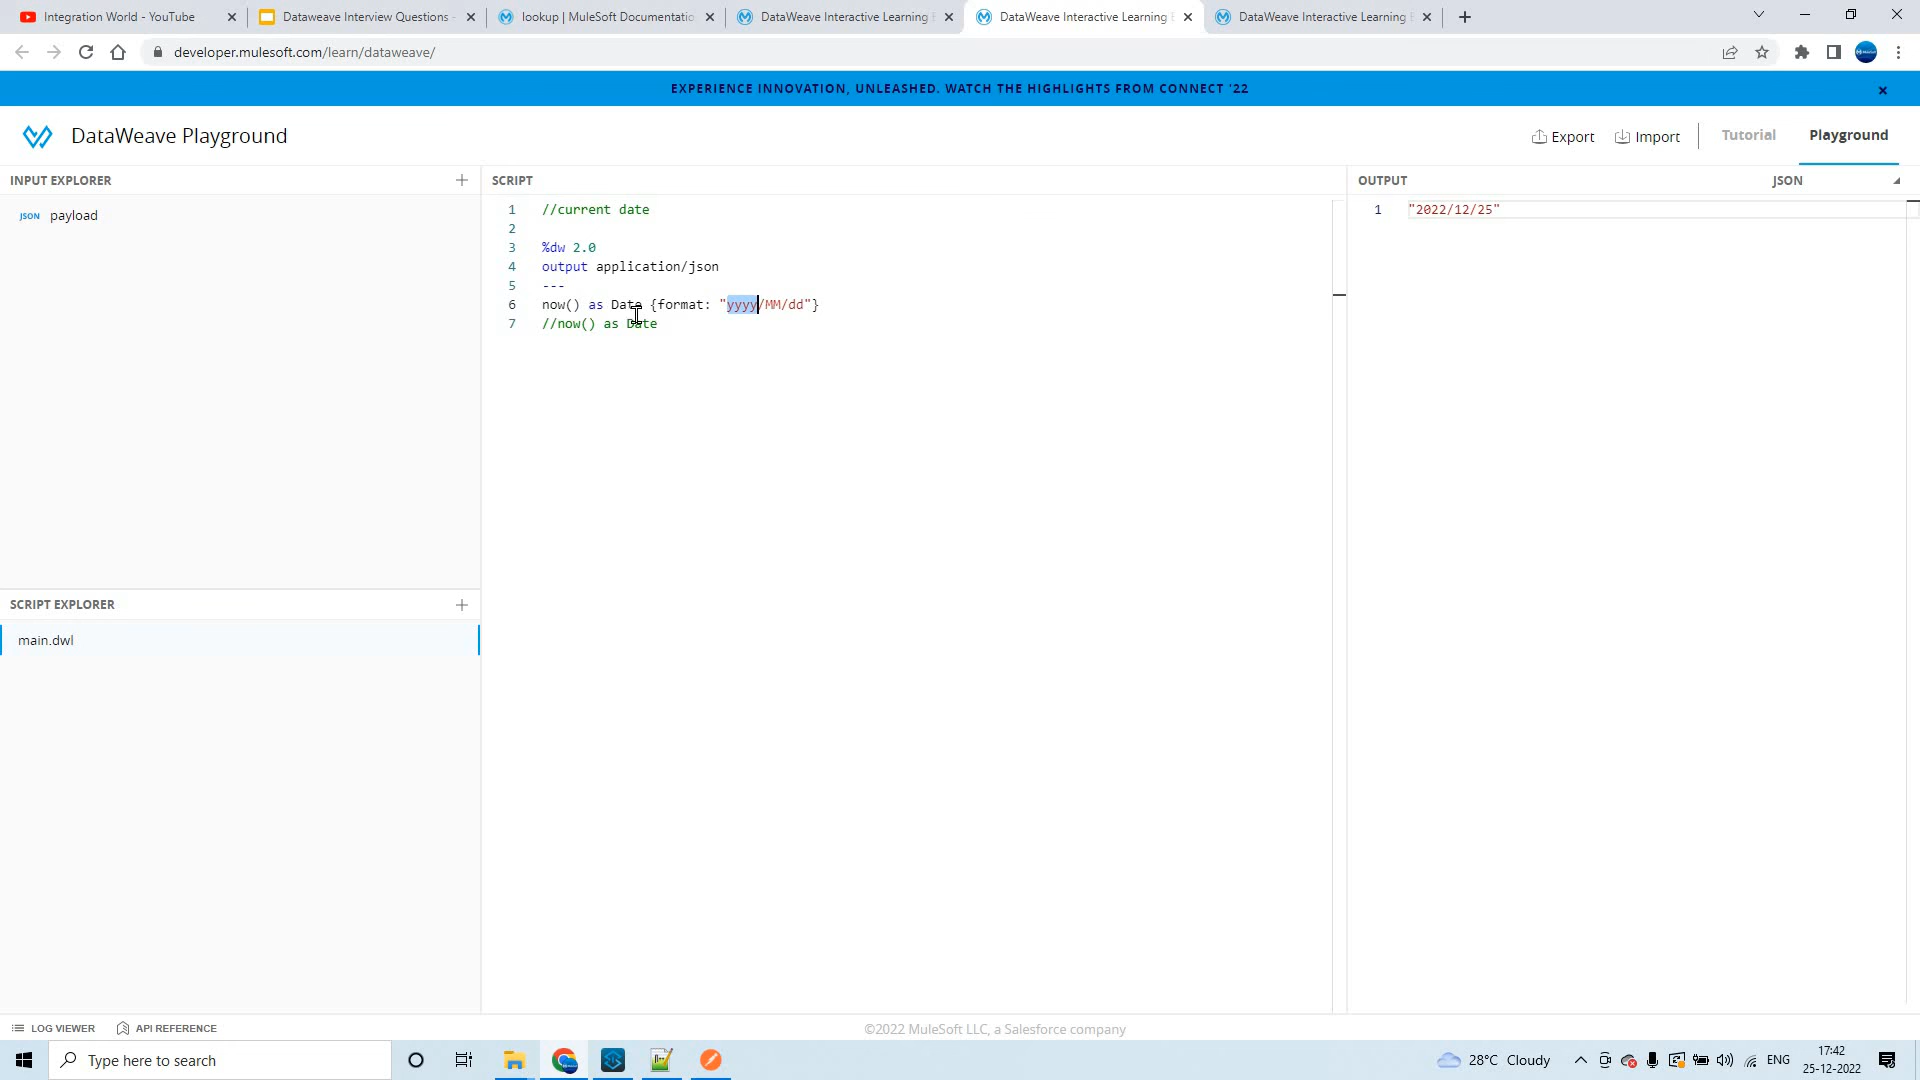 Integration World - YouTube
Dataweave Interview Questions -
lookup | MuleSoft Documentatio
DataWeave Interactive Learning E
DataWeave Interactive Learning E
DataWeave Interactive Learning E
developer.mulesoft.com/learn/dataweave/
EXPERIENCE INNOVATION, UNLEASHED. WATCH THE HIGHLIGHTS FROM CONNECT '22
DataWeave Playground
Export
Import
Tutorial
Playground
INPUT EXPLORER
JSON payload
SCRIPT
1 //current date
2
3 %dw 2.0
4 output application/json
5 ---
6 now() as Date {format: "yyyy/MM/dd"}
7 //now() as Date
OUTPUT
JSON
1 "2022/12/25"
SCRIPT EXPLORER
main.dwl
LOG VIEWER
API REFERENCE
©2022 MuleSoft LLC, a Salesforce company
Type here to search
28°C Cloudy
ENG
17:42
25-12-2022